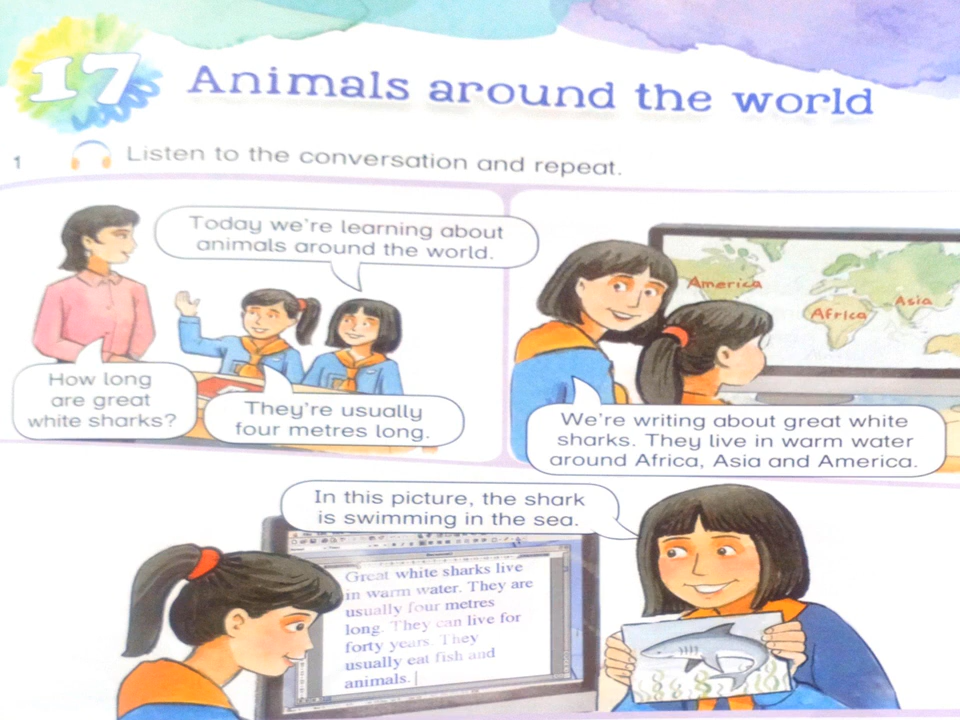 17
Animals around the world
1
Listen to the conversation and repeat.
Today we're learning about
animals around the world.
How long
are great
white sharks?
They're usually
four metres long.
America
Africa
Asia
We're writing about great white
sharks. They live in warm water
around Africa, Asia and America.
In this picture, the shark
is swimming in the sea.
Great white sharks live
in warm water. They are
usually four metres
long. They can live for
forty years. They
usually eat fish and
animals.